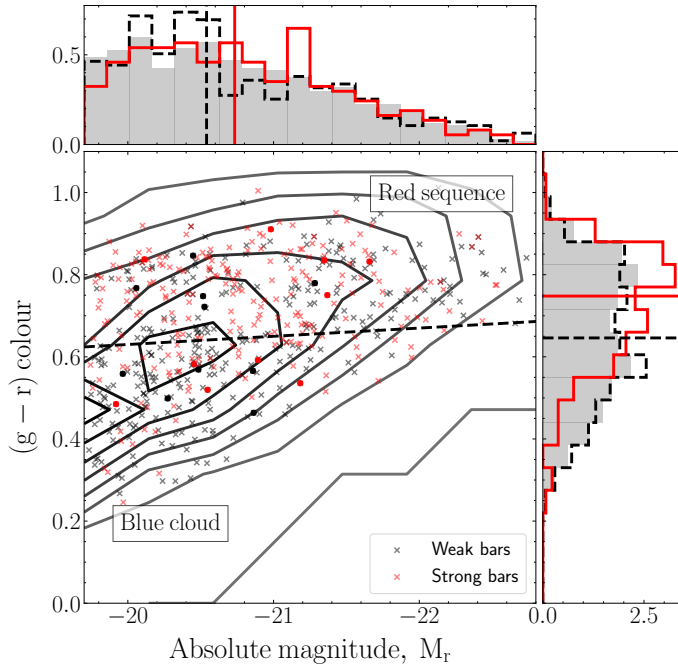 0.5
0.0
1.0
Red sequence
0.8
(g − r) colour
0.6
0.4
0.2
Blue cloud
Weak bars
Strong bars
0.0
−20
−21
−22
0.0
2.5
Absolute magnitude, M_r